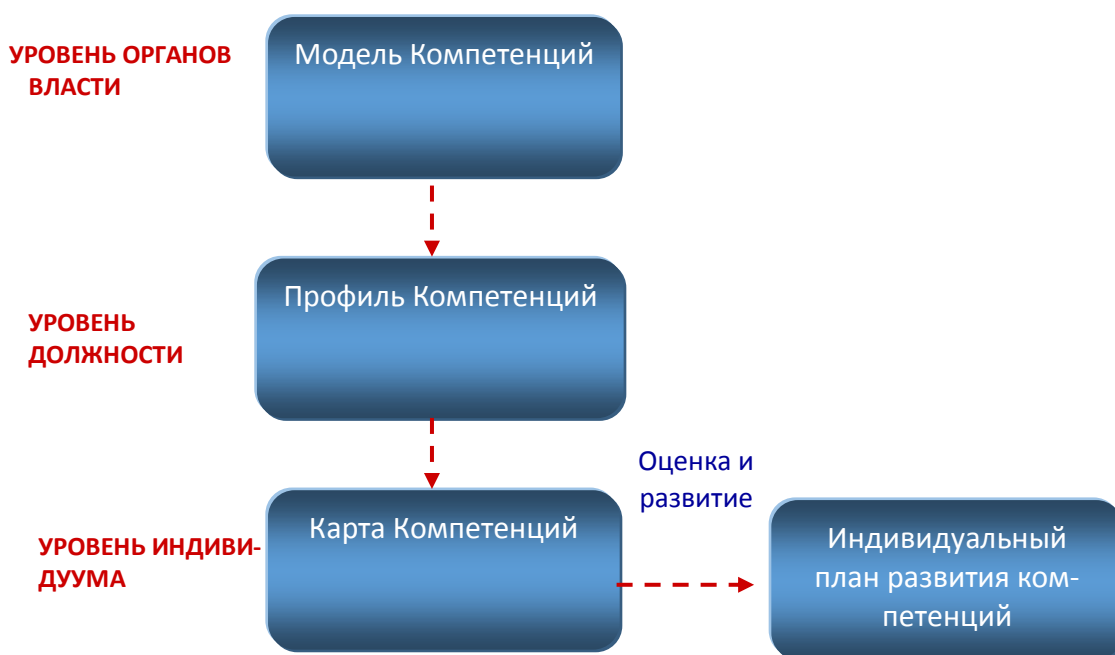 УРОВЕНЬ ОРГАНОВ
ВЛАСТИ
Модель Компетенций
УРОВЕНЬ
ДОЛЖНОСТИ
Профиль Компетенций
УРОВЕНЬ ИНДИВИ-
ДУУМА
Карта Компетенций
Оценка и
развитие
Индивидуальный
план развития ком-
петенций